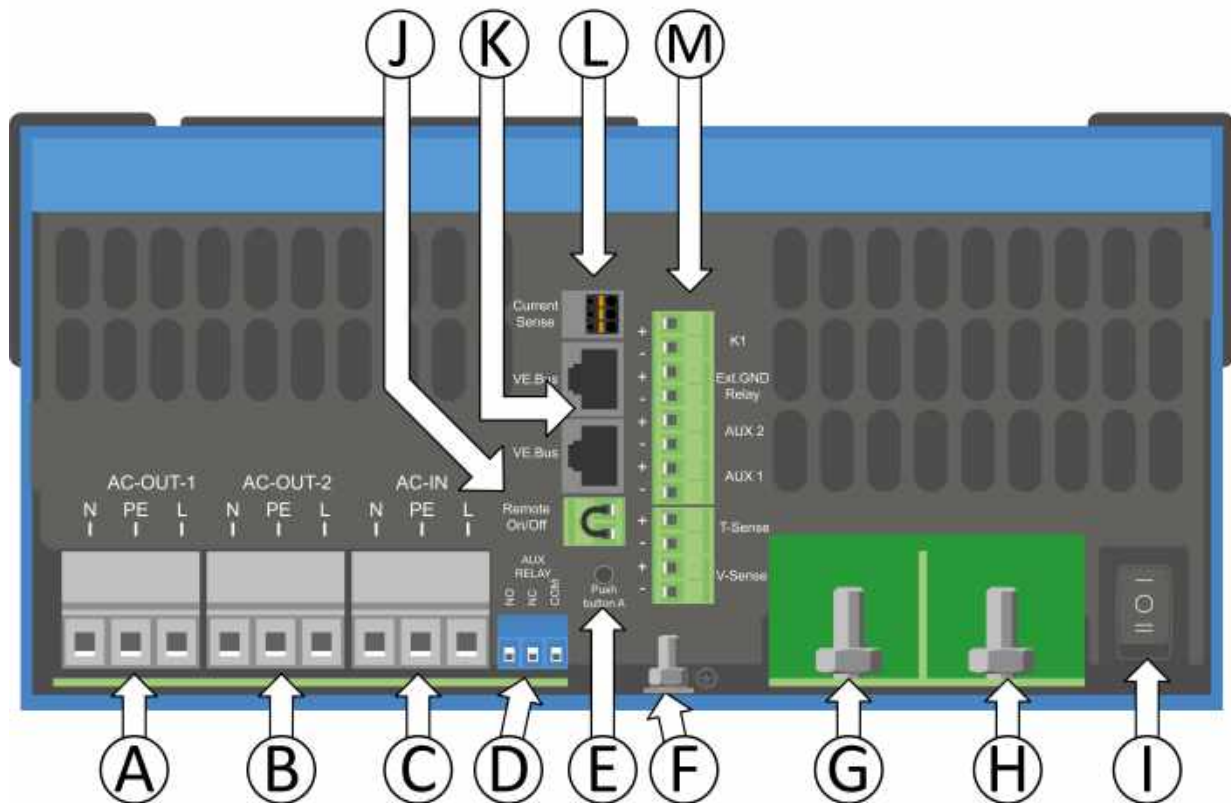 J K L M
Current
Sense
+ K1
-
VE.Bus
+ Ext.GND
- Relay
+ AUX 2
-
VE.Bus
+ AUX 1
-
AC-OUT-1 AC-OUT-2 AC-IN
N PE L N PE L N PE L
Remote
On/Off
+ T-Sense
-
+ V-Sense
-
AUX
RELAY
NO NC COM
Push
button A
A B C D E F G H I